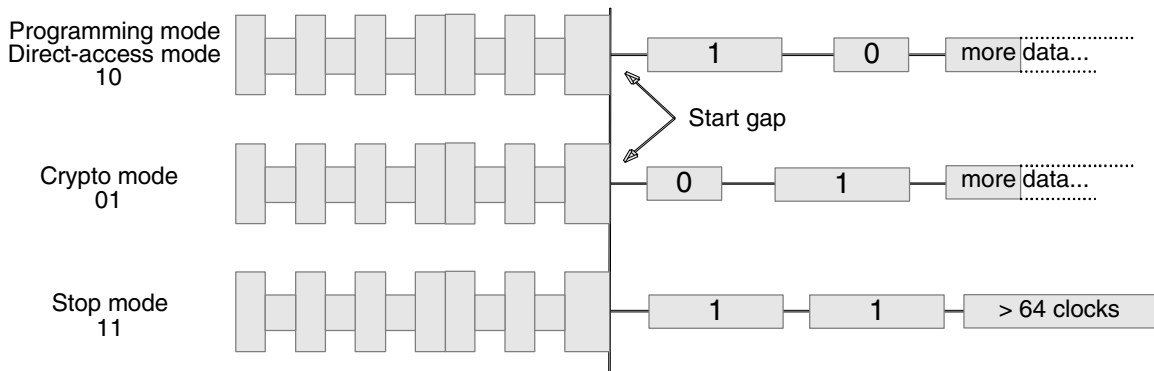 Programming mode
Direct-access mode
10
1 0 more data...
Start gap
Crypto mode
01
0 1 more data...
Stop mode
11
1 1 > 64 clocks